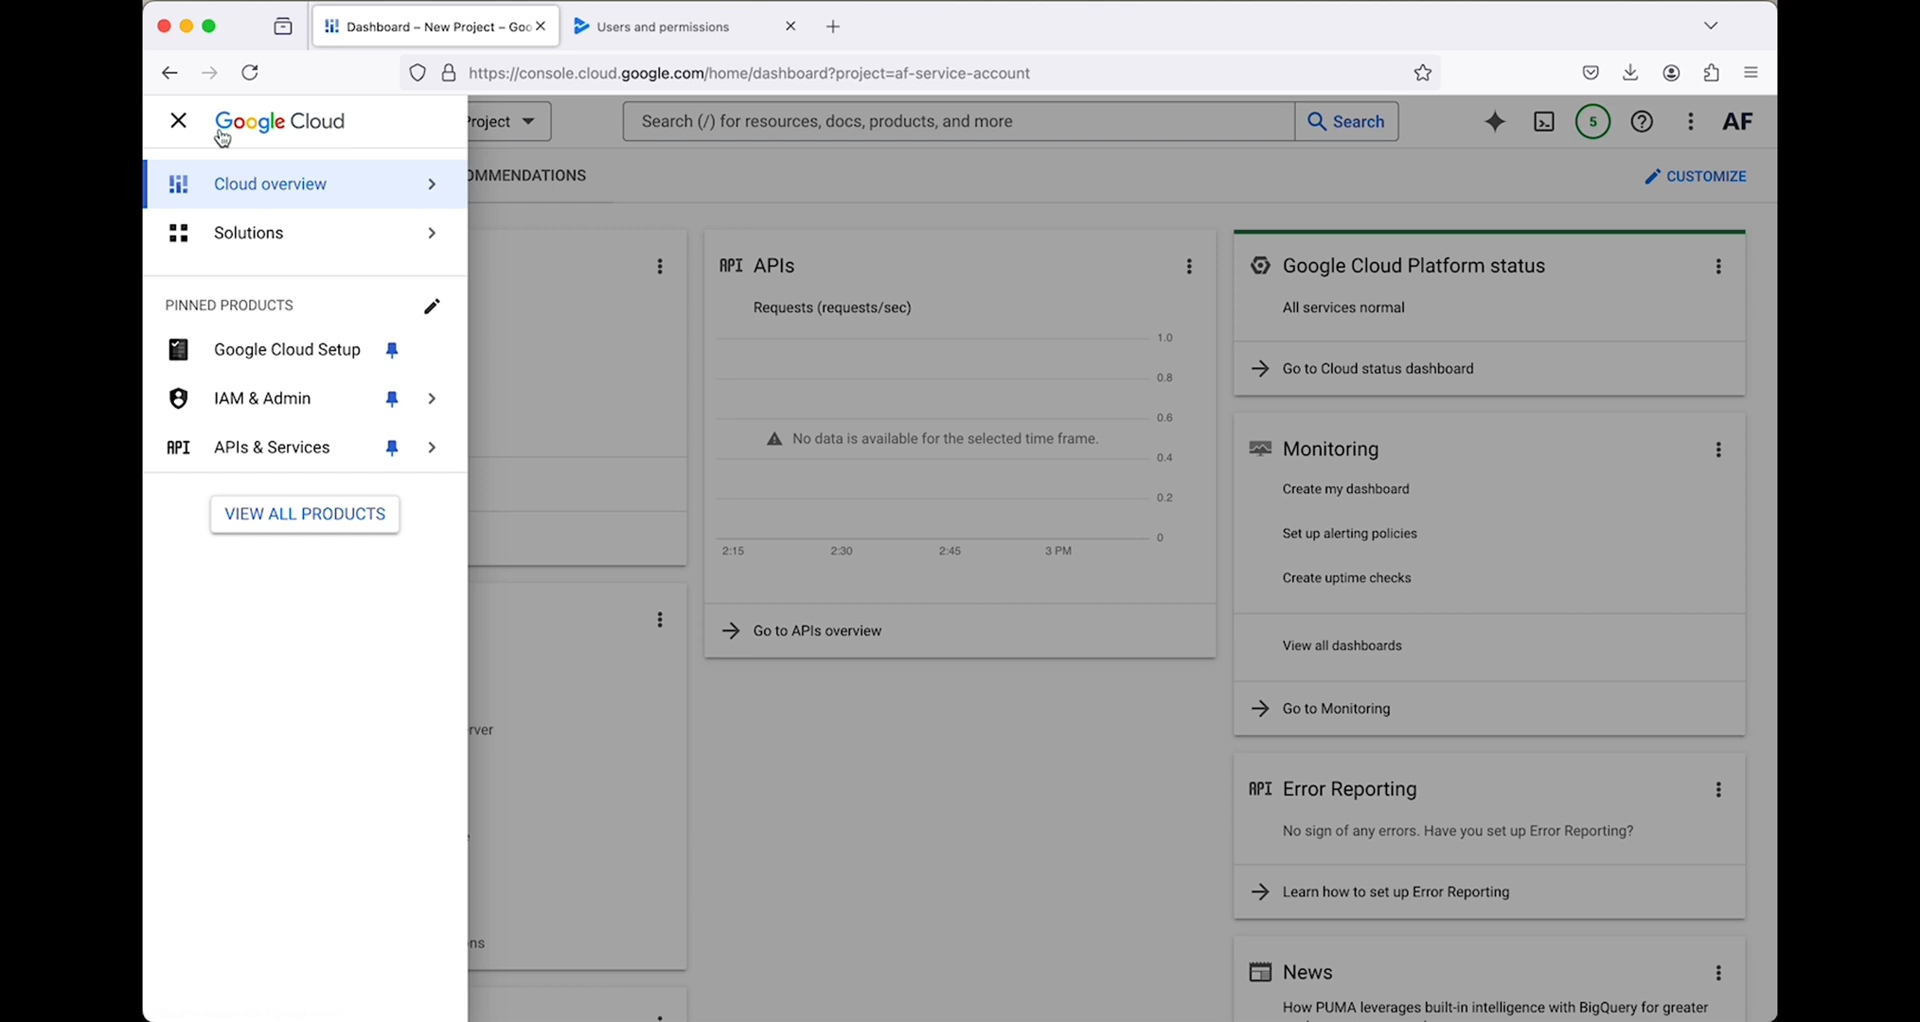 Dashboard – New Project – Goo
Users and permissions
https://console.cloud.google.com/home/dashboard?project=af-service-account
Google Cloud
Project
Search (/) for resources, docs, products, and more
Search
5
AF
Cloud overview
OMMENDATIONS
CUSTOMIZE
Solutions
PINNED PRODUCTS
Google Cloud Setup
IAM & Admin
API APIs & Services
VIEW ALL PRODUCTS
rver
ns
API APIs
Requests (requests/sec)
1.0
0.8
0.6
No data is available for the selected time frame.
0.4
0.2
0
2:15 2:30 2:45 3 PM
Go to APIs overview
Google Cloud Platform status
All services normal
Go to Cloud status dashboard
Monitoring
Create my dashboard
Set up alerting policies
Create uptime checks
View all dashboards
Go to Monitoring
API Error Reporting
No sign of any errors. Have you set up Error Reporting?
Learn how to set up Error Reporting
News
How PUMA leverages built-in intelligence with BigQuery for greater